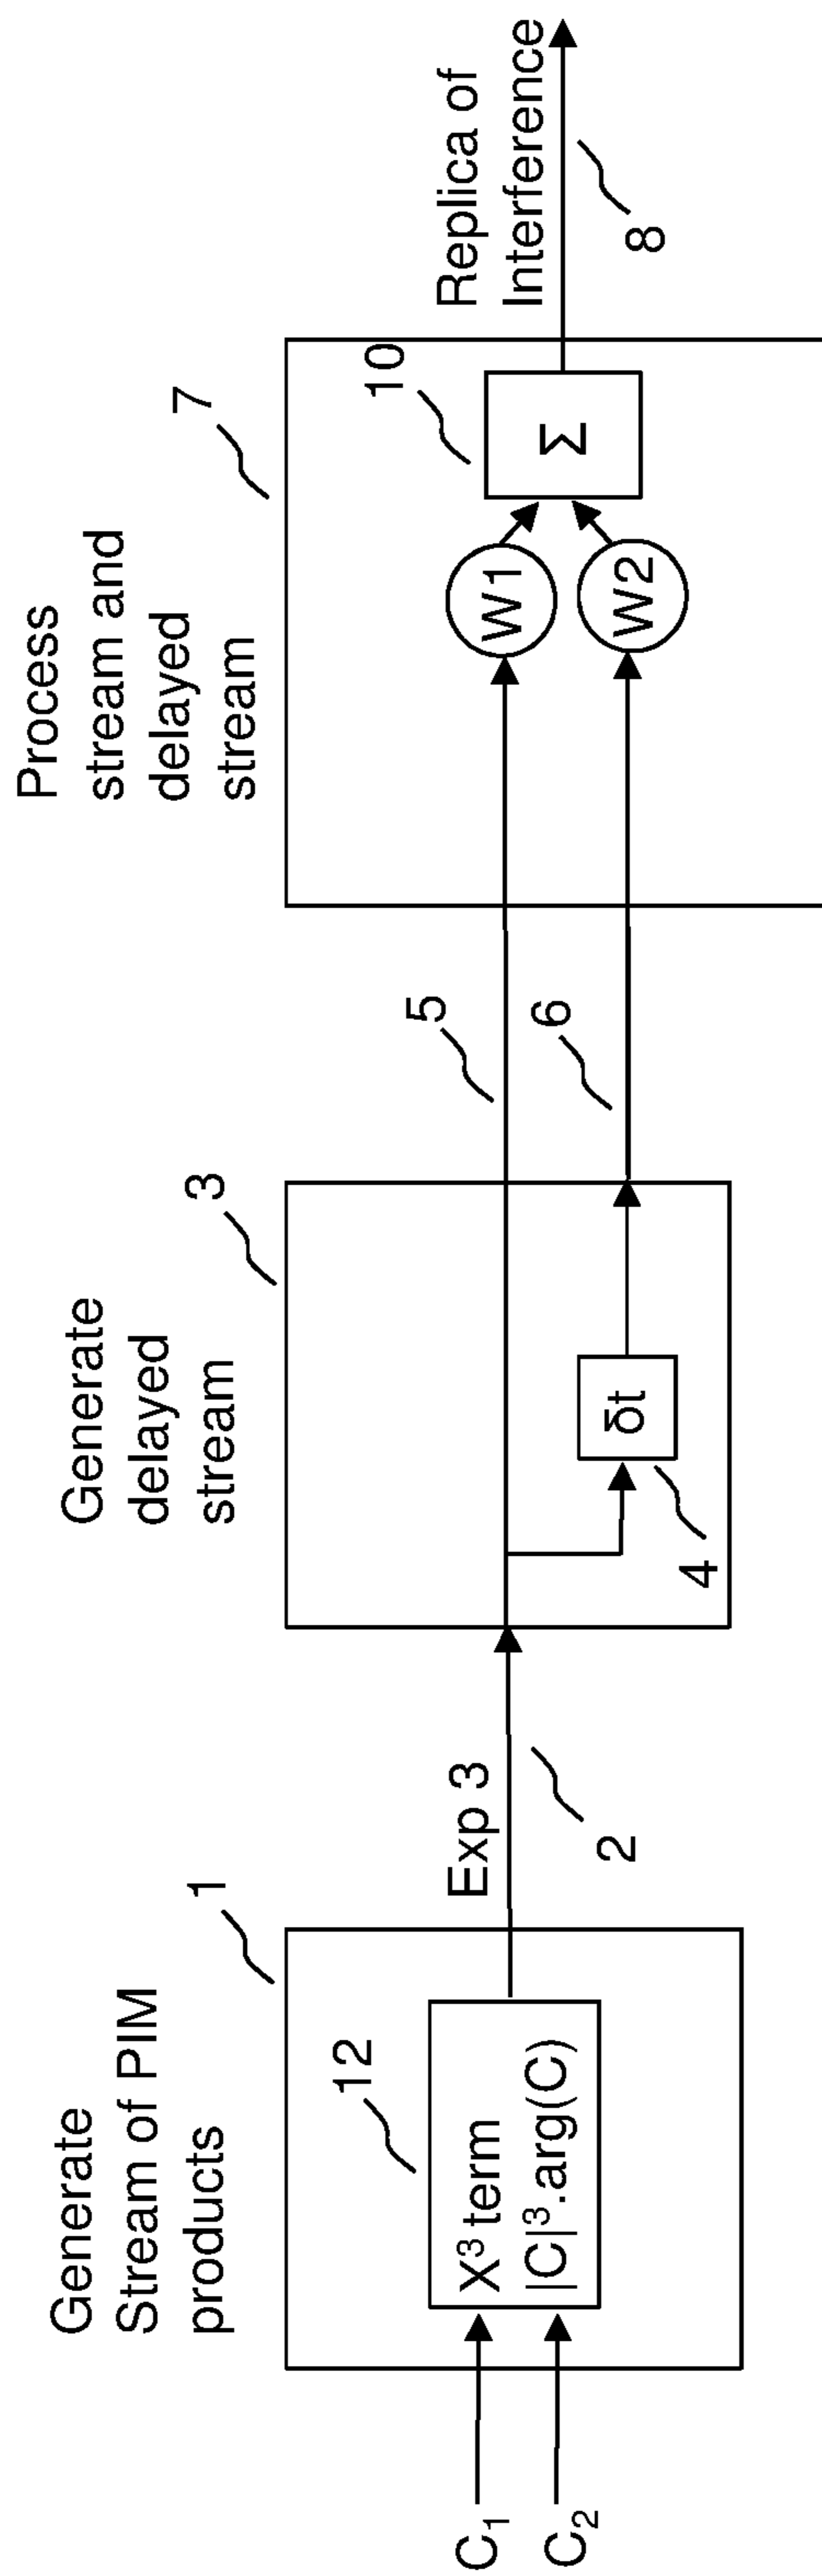 Generate
Stream of PIM
products
1
12
X³ term
|C|³.arg(C)
C₁
C₂
Exp 3
2
Generate
delayed
stream
3
δt
4
5
6
Process
stream and
delayed
stream
7
W1
W2
10
Σ
Replica of
Interference
8